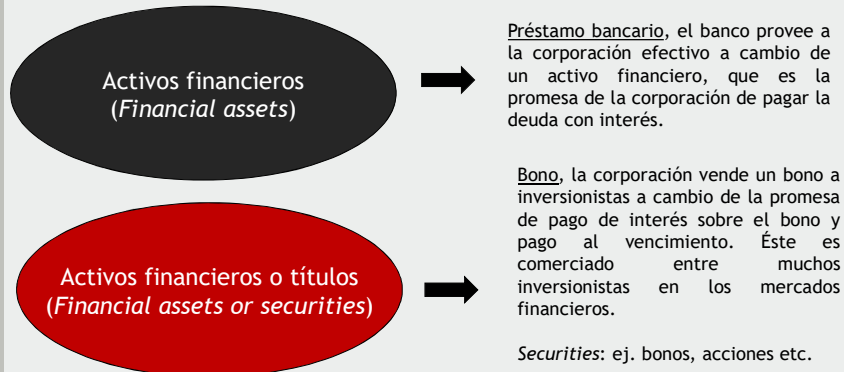 Activos financieros
(Financial assets)
Préstamo bancario, el banco provee a
la corporación efectivo a cambio de
un activo financiero, que es la
promesa de la corporación de pagar la
deuda con interés.
Activos financieros o títulos
(Financial assets or securities)
Bono, la corporación vende un bono a
inversionistas a cambio de la promesa
de pago de interés sobre el bono y
pago al vencimiento. Éste es
comerciado entre muchos
inversionistas en los mercados
financieros.
Securities: ej. bonos, acciones etc.